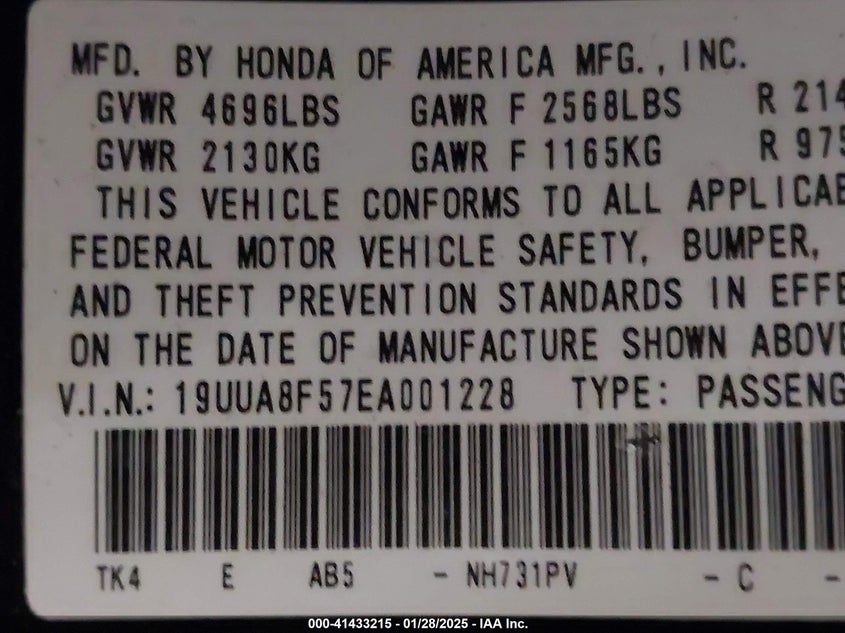 MFD. BY HONDA OF AMERICA MFG., INC.
GVWR 4696LBS GAWR F 2568LBS R 214
GVWR 2130KG GAWR F 1165KG R 975
THIS VEHICLE CONFORMS TO ALL APPLICAB
FEDERAL MOTOR VEHICLE SAFETY, BUMPER,
AND THEFT PREVENTION STANDARDS IN EFFE
ON THE DATE OF MANUFACTURE SHOWN ABOVE
V.I.N.: 19UUA8F57EA001228 TYPE: PASSENG
TK4 E AB5 - NH731PV - C -
000-41433215 - 01/28/2025 - IAA Inc.